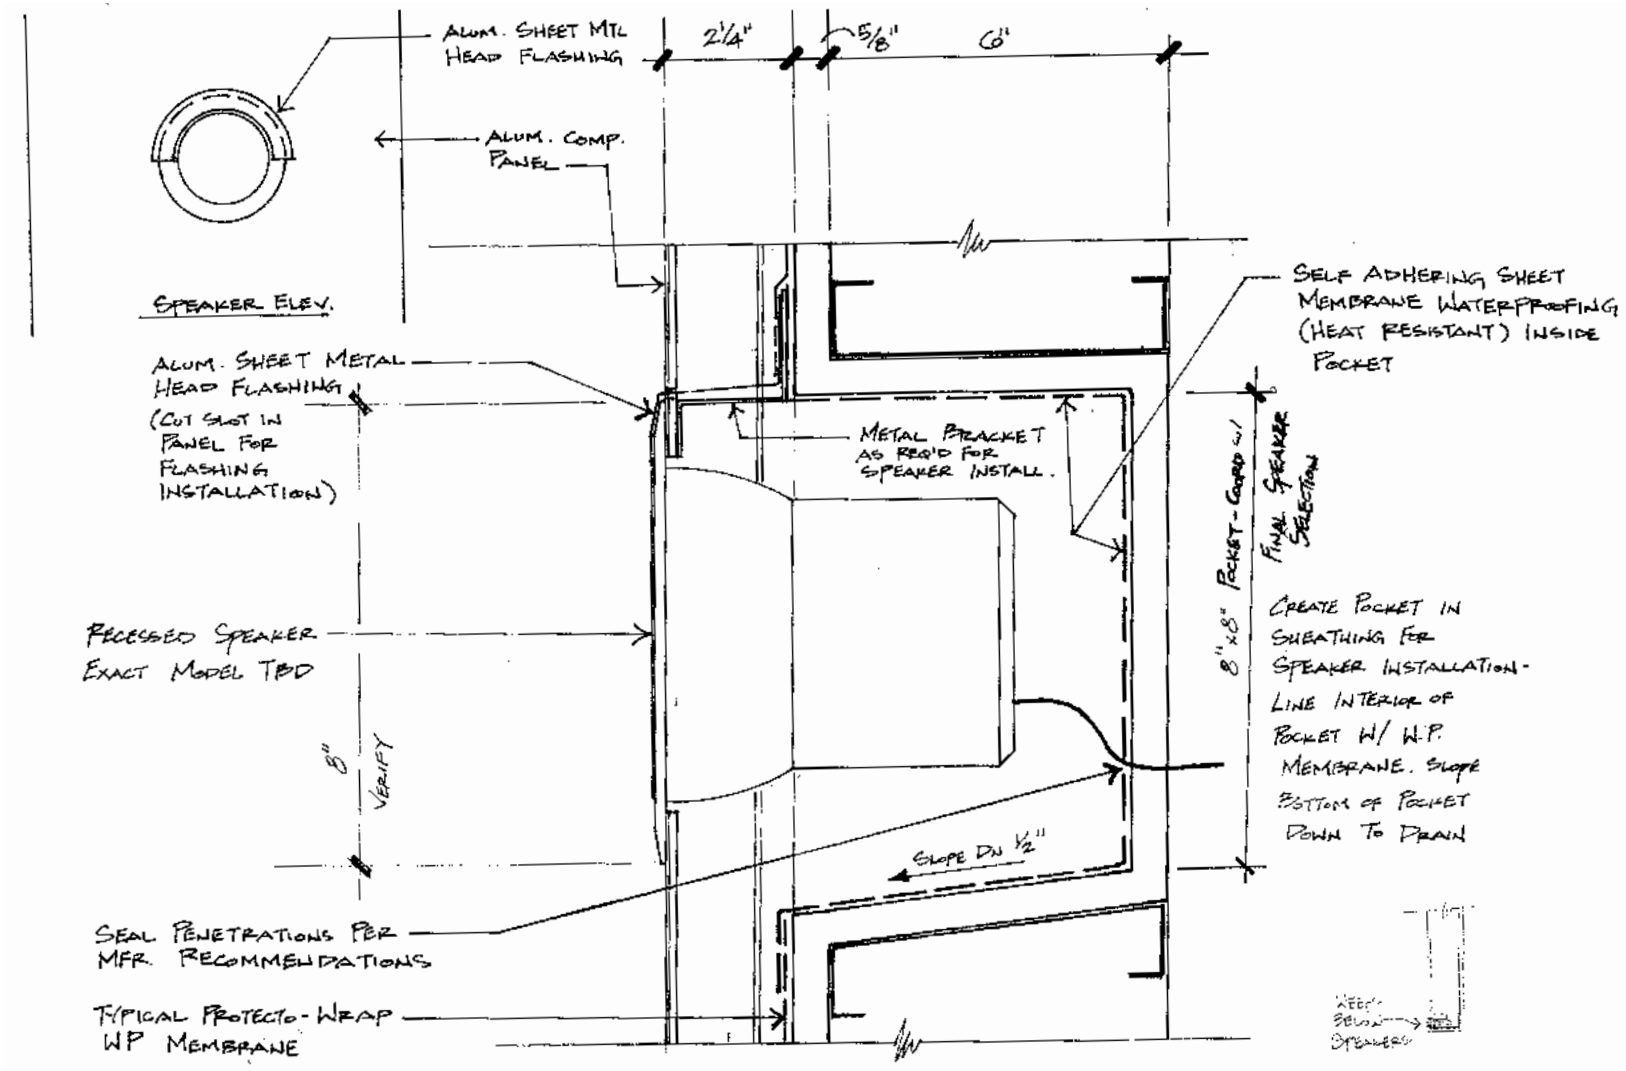 ALUM. SHEET MTL
HEAD FLASHING
2 1/4"
5/8"
6"
ALUM. COMP.
PANEL
SPEAKER ELEV.
SELF ADHERING SHEET
MEMBRANE WATERPROOFING
(HEAT RESISTANT) INSIDE
POCKET
ALUM. SHEET METAL
HEAD FLASHING
(CUT SLOT IN
PANEL FOR
FLASHING
INSTALLATION)
METAL BRACKET
AS REQ'D FOR
SPEAKER INSTALL.
8" x 8" POCKET - COORD w/
FINAL SPEAKER
SELECTION
RECESSED SPEAKER
EXACT MODEL TBD
8"
VERIFY
CREATE POCKET IN
SHEATHING FOR
SPEAKER INSTALLATION-
LINE INTERIOR OF
POCKET W/ W.P.
MEMBRANE. SLOPE
BOTTOM OF POCKET
DOWN TO DRAIN
SLOPE DN 1/2"
SEAL PENETRATIONS PER
MFR. RECOMMENDATIONS
TYPICAL PROTECTO-WRAP
WP MEMBRANE
WEEPS
BELOW
SPEAKERS